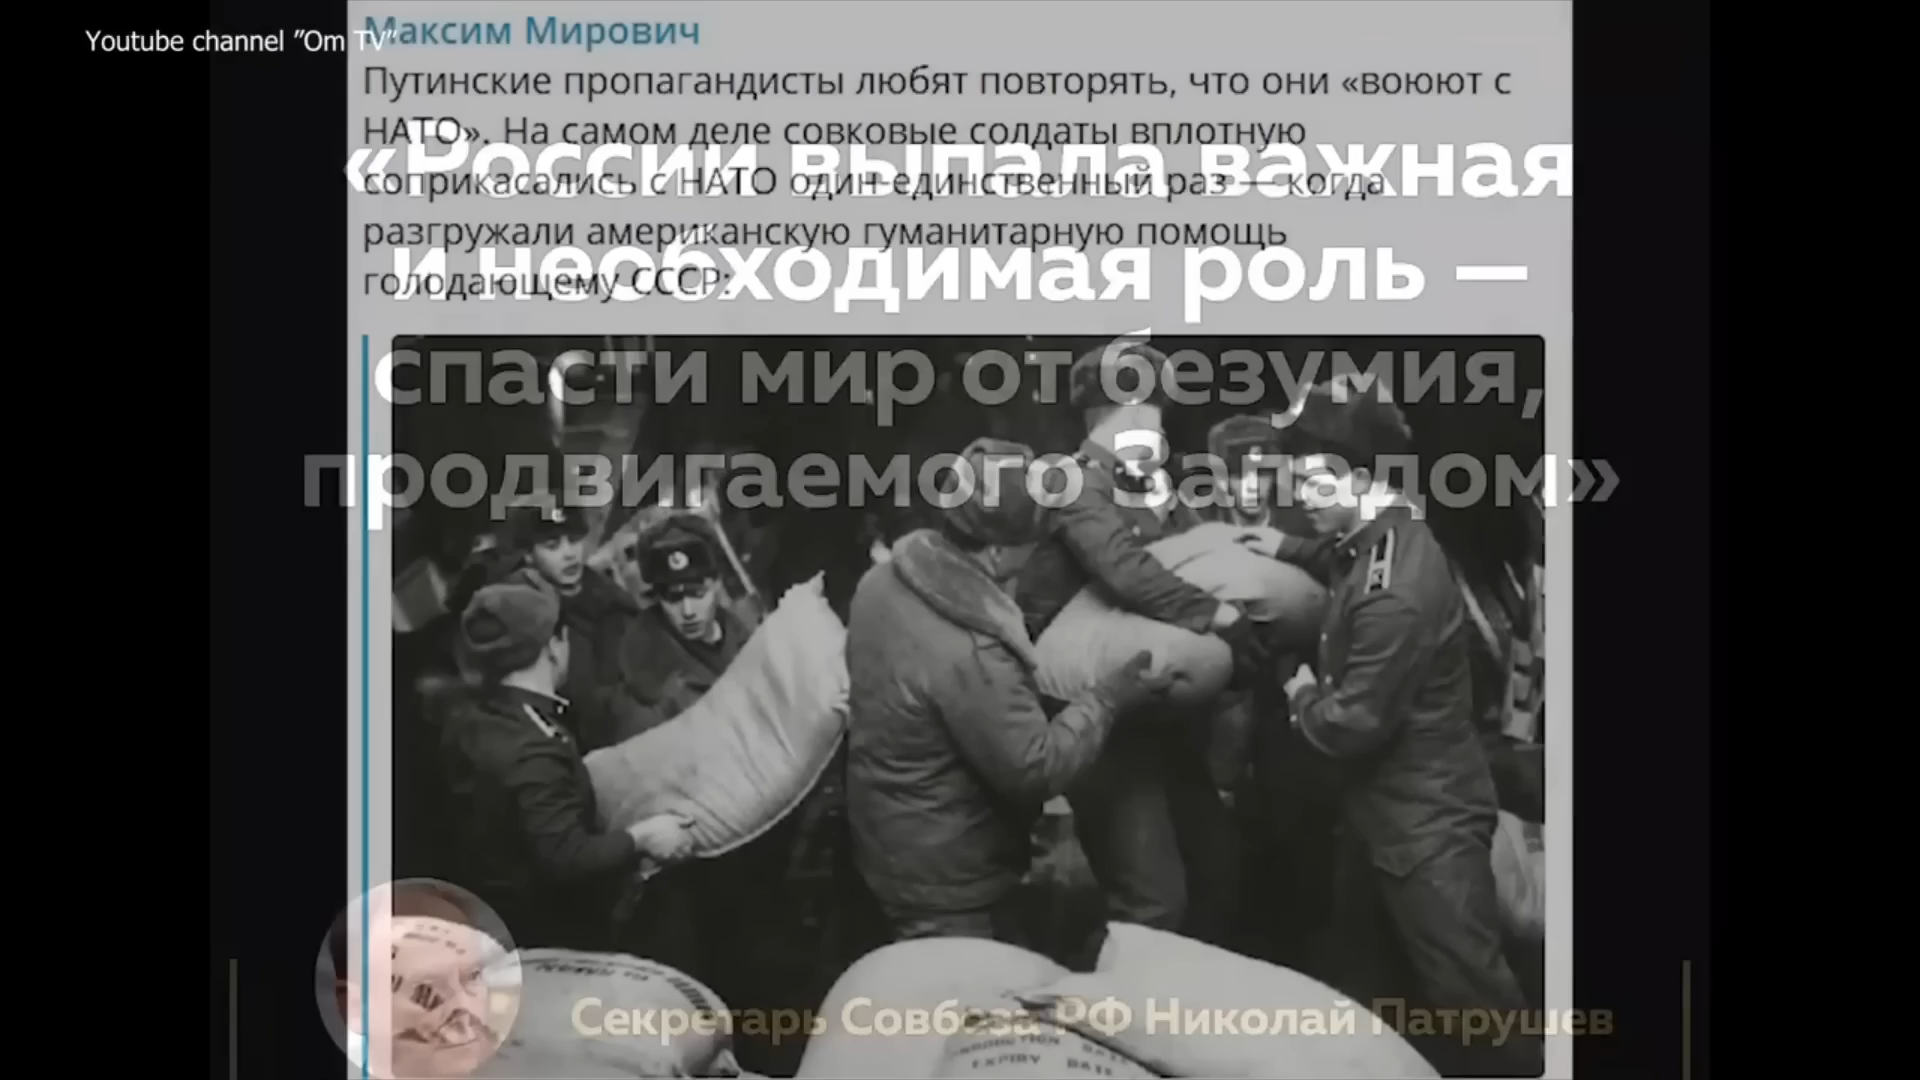 Youtube channel "Om TV"
Максим Мирович
Путинские пропагандисты любят повторять, что они «воюют с
НАТО». На самом деле совковые солдаты вплотную
соприкасались с НАТО один-единственный раз — когда
разгружали американскую гуманитарную помощь
голодающему СССР:
«России выпала важная
и необходимая роль —
спасти мир от безумия,
продвигаемого Западом»
Секретарь Совбеза РФ Николай Патрушев
EXPIRY DATE